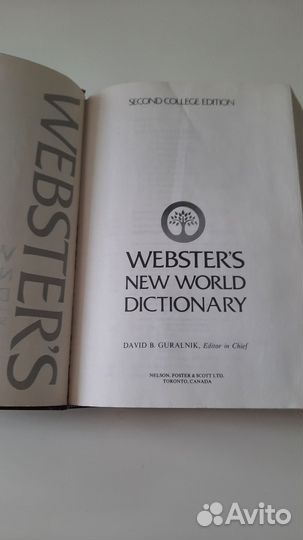 WEBSTER'S
SECOND COLLEGE EDITION
WEBSTER'S
NEW WORLD
DICTIONARY
DAVID B. GURALNIK, Editor in Chief
NELSON, FOSTER & SCOTT LTD.
TORONTO, CANADA
Avito